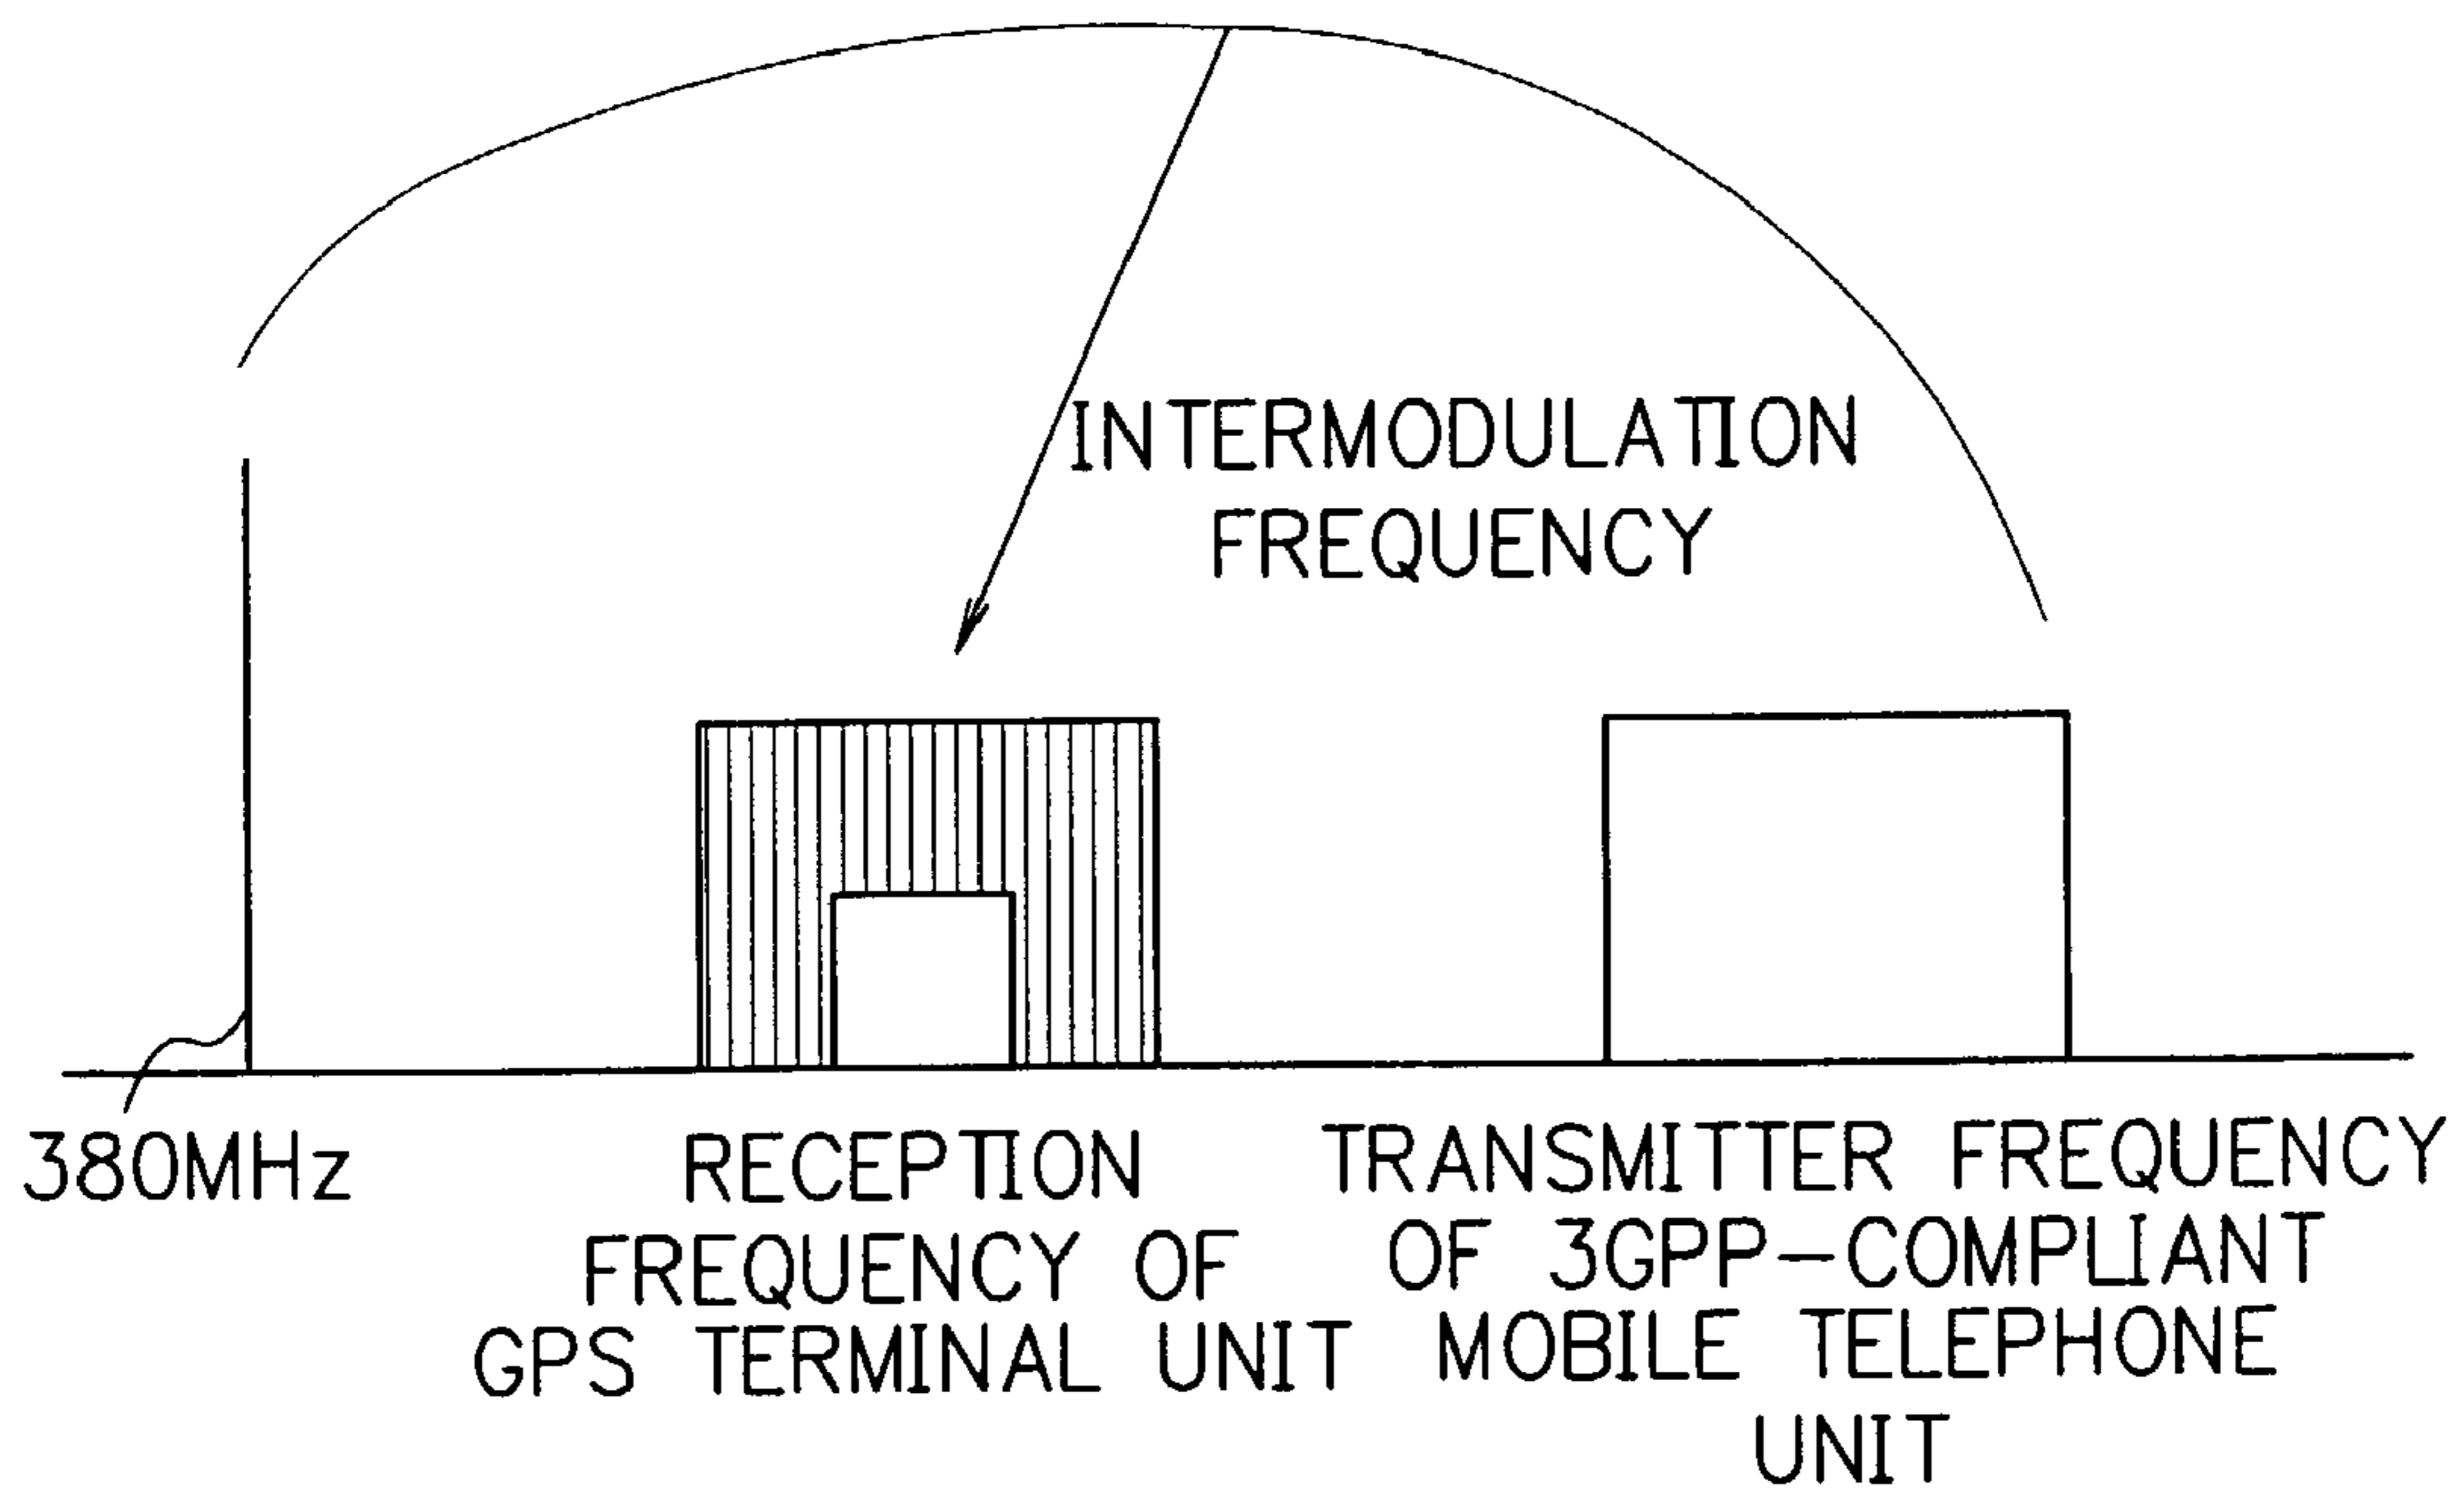 INTERMODULATION
FREQUENCY
380MHz
RECEPTION
FREQUENCY OF
GPS TERMINAL UNIT
TRANSMITTER FREQUENCY
OF 3GPP-COMPLIANT
MOBILE TELEPHONE
UNIT